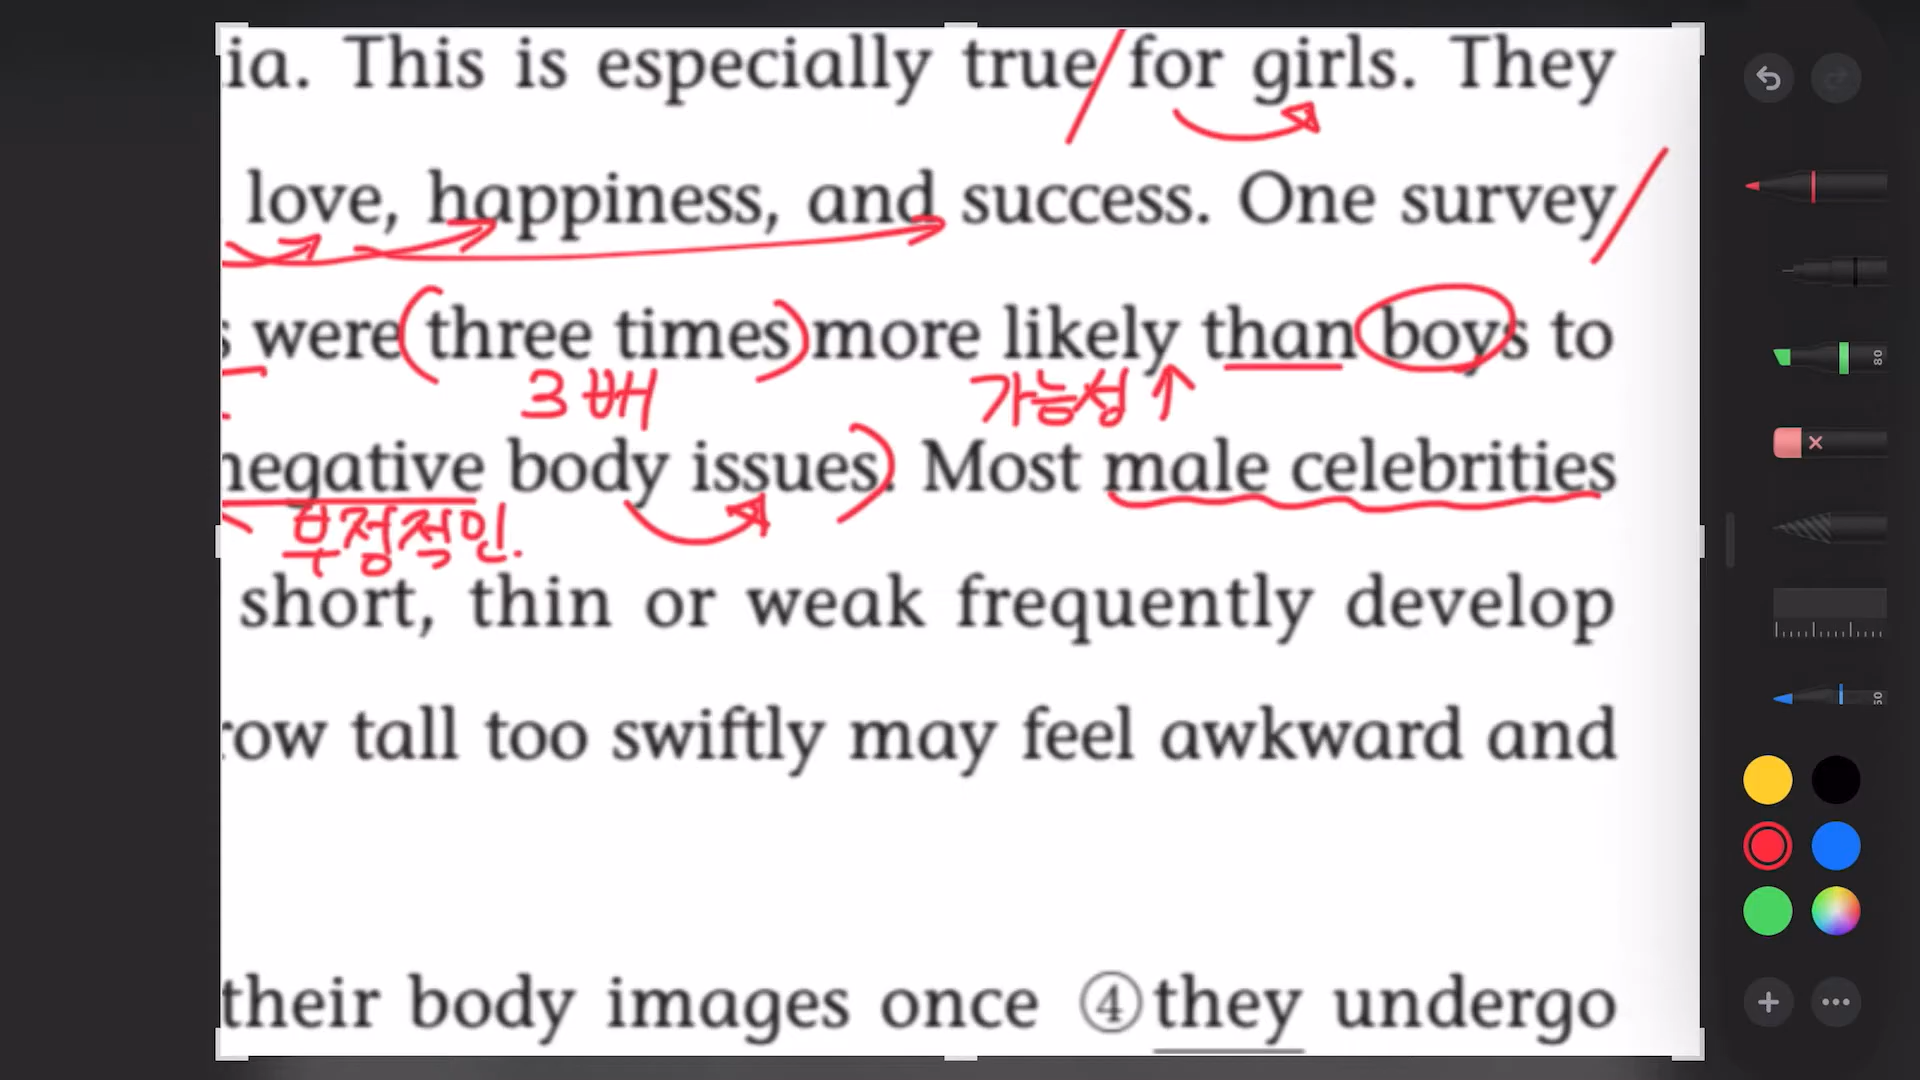 ia. This is especially true for girls. They
love, happiness, and success. One survey
were three times more likely than boys to
3배 가능성↑
negative body issues. Most male celebrities
부정적인.
short, thin or weak frequently develop
row tall too swiftly may feel awkward and
their body images once ④ they undergo
80
50